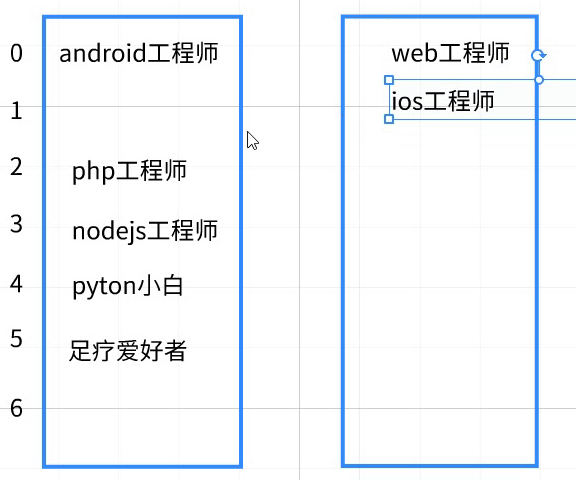 0 android工程师 web工程师
1 ios工程师
2 php工程师
3 nodejs工程师
4 pyton小白
5 足疗爱好者
6